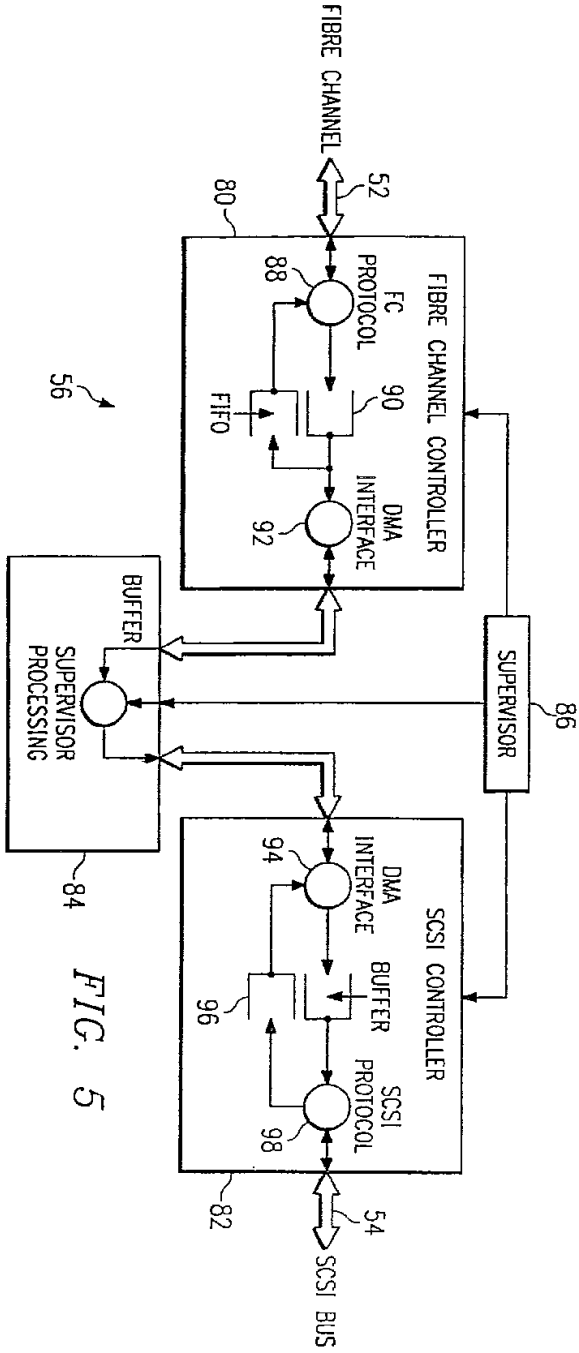 86
SUPERVISOR
FIBRE CHANNEL CONTROLLER
SCSI CONTROLLER
FIBRE CHANNEL
52
80
FC
PROTOCOL
88
90
FIFO
DMA
INTERFACE
92
DMA
INTERFACE
94
BUFFER
96
SCSI
PROTOCOL
98
82
54
SCSI BUS
56
BUFFER
SUPERVISOR
PROCESSING
84
FIG. 5